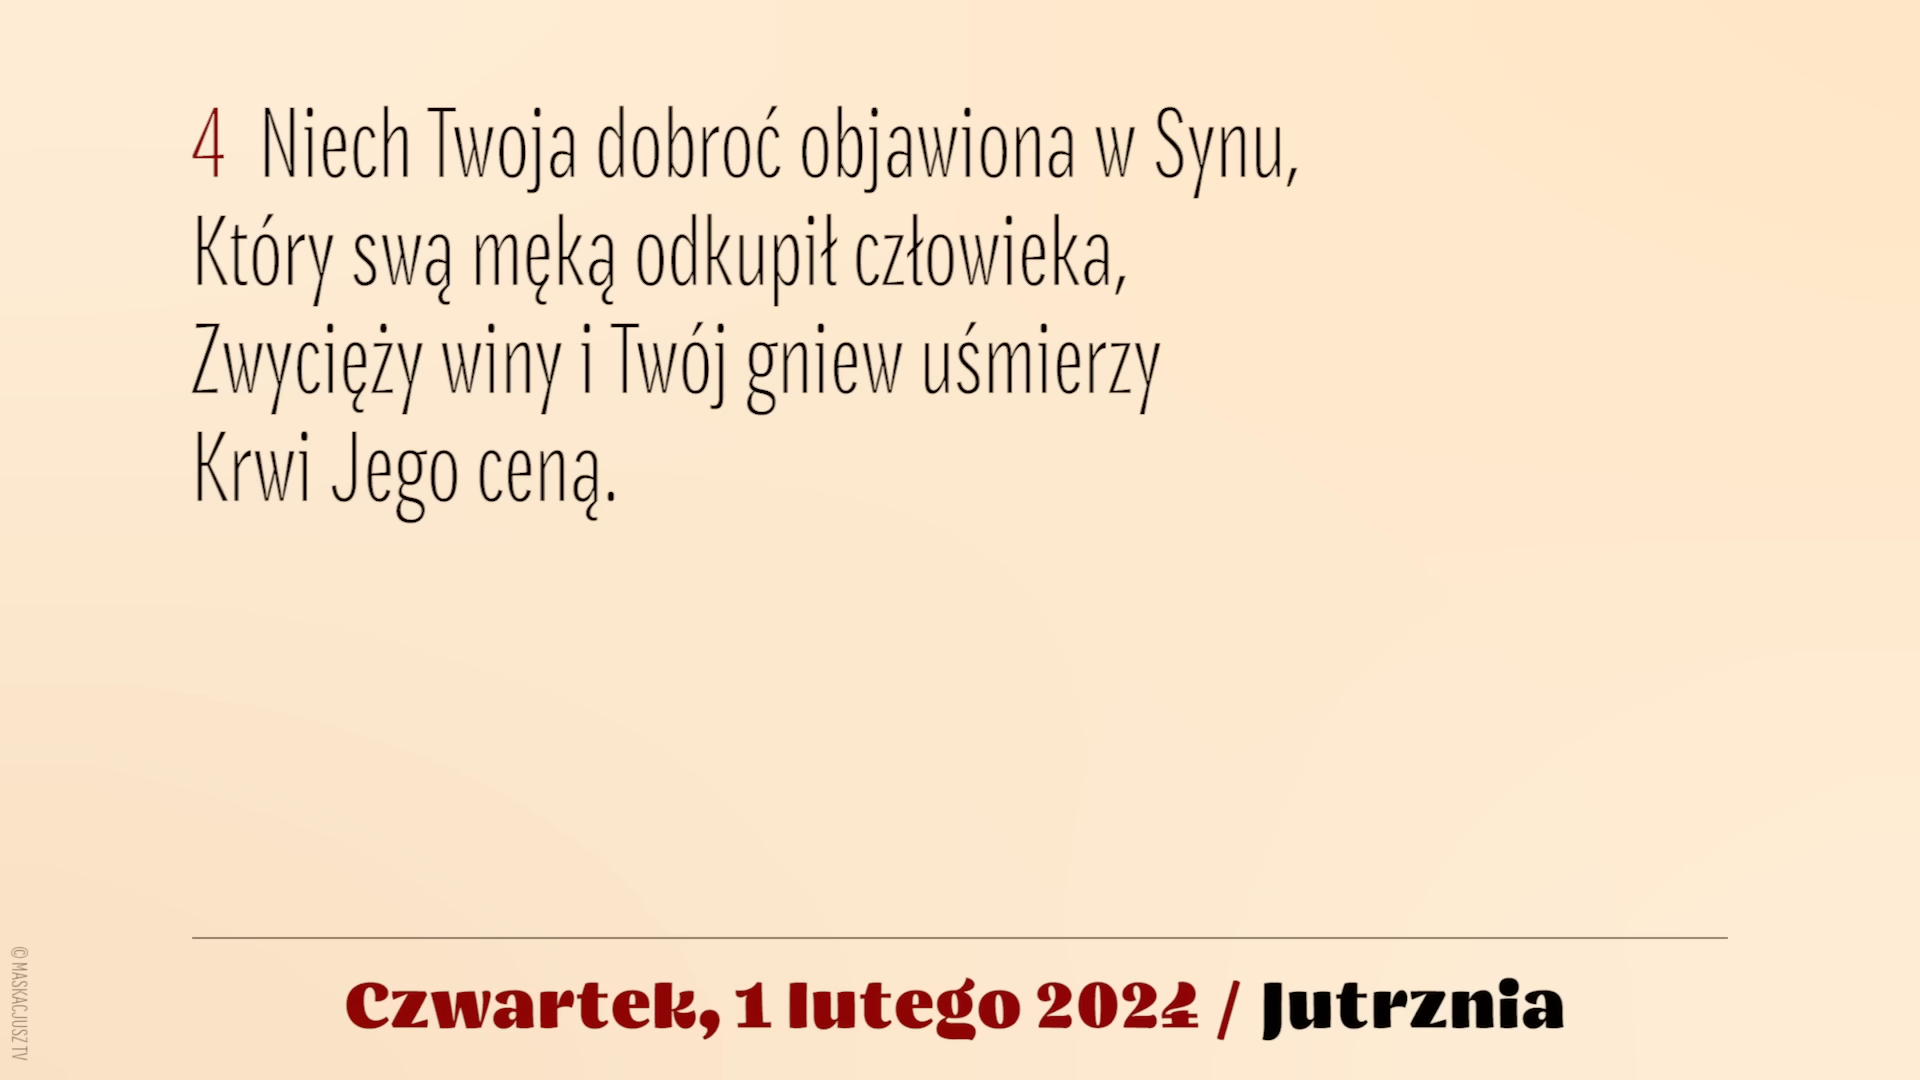 4 Niech Twoja dobroć objawiona w Synu,
Który swą męką odkupił człowieka,
Zwycięży winy i Twój gniew uśmierzy
Krwi Jego ceną.
Czwartek, 1 lutego 2024 / Jutrznia
© MASKACJUSZ TV